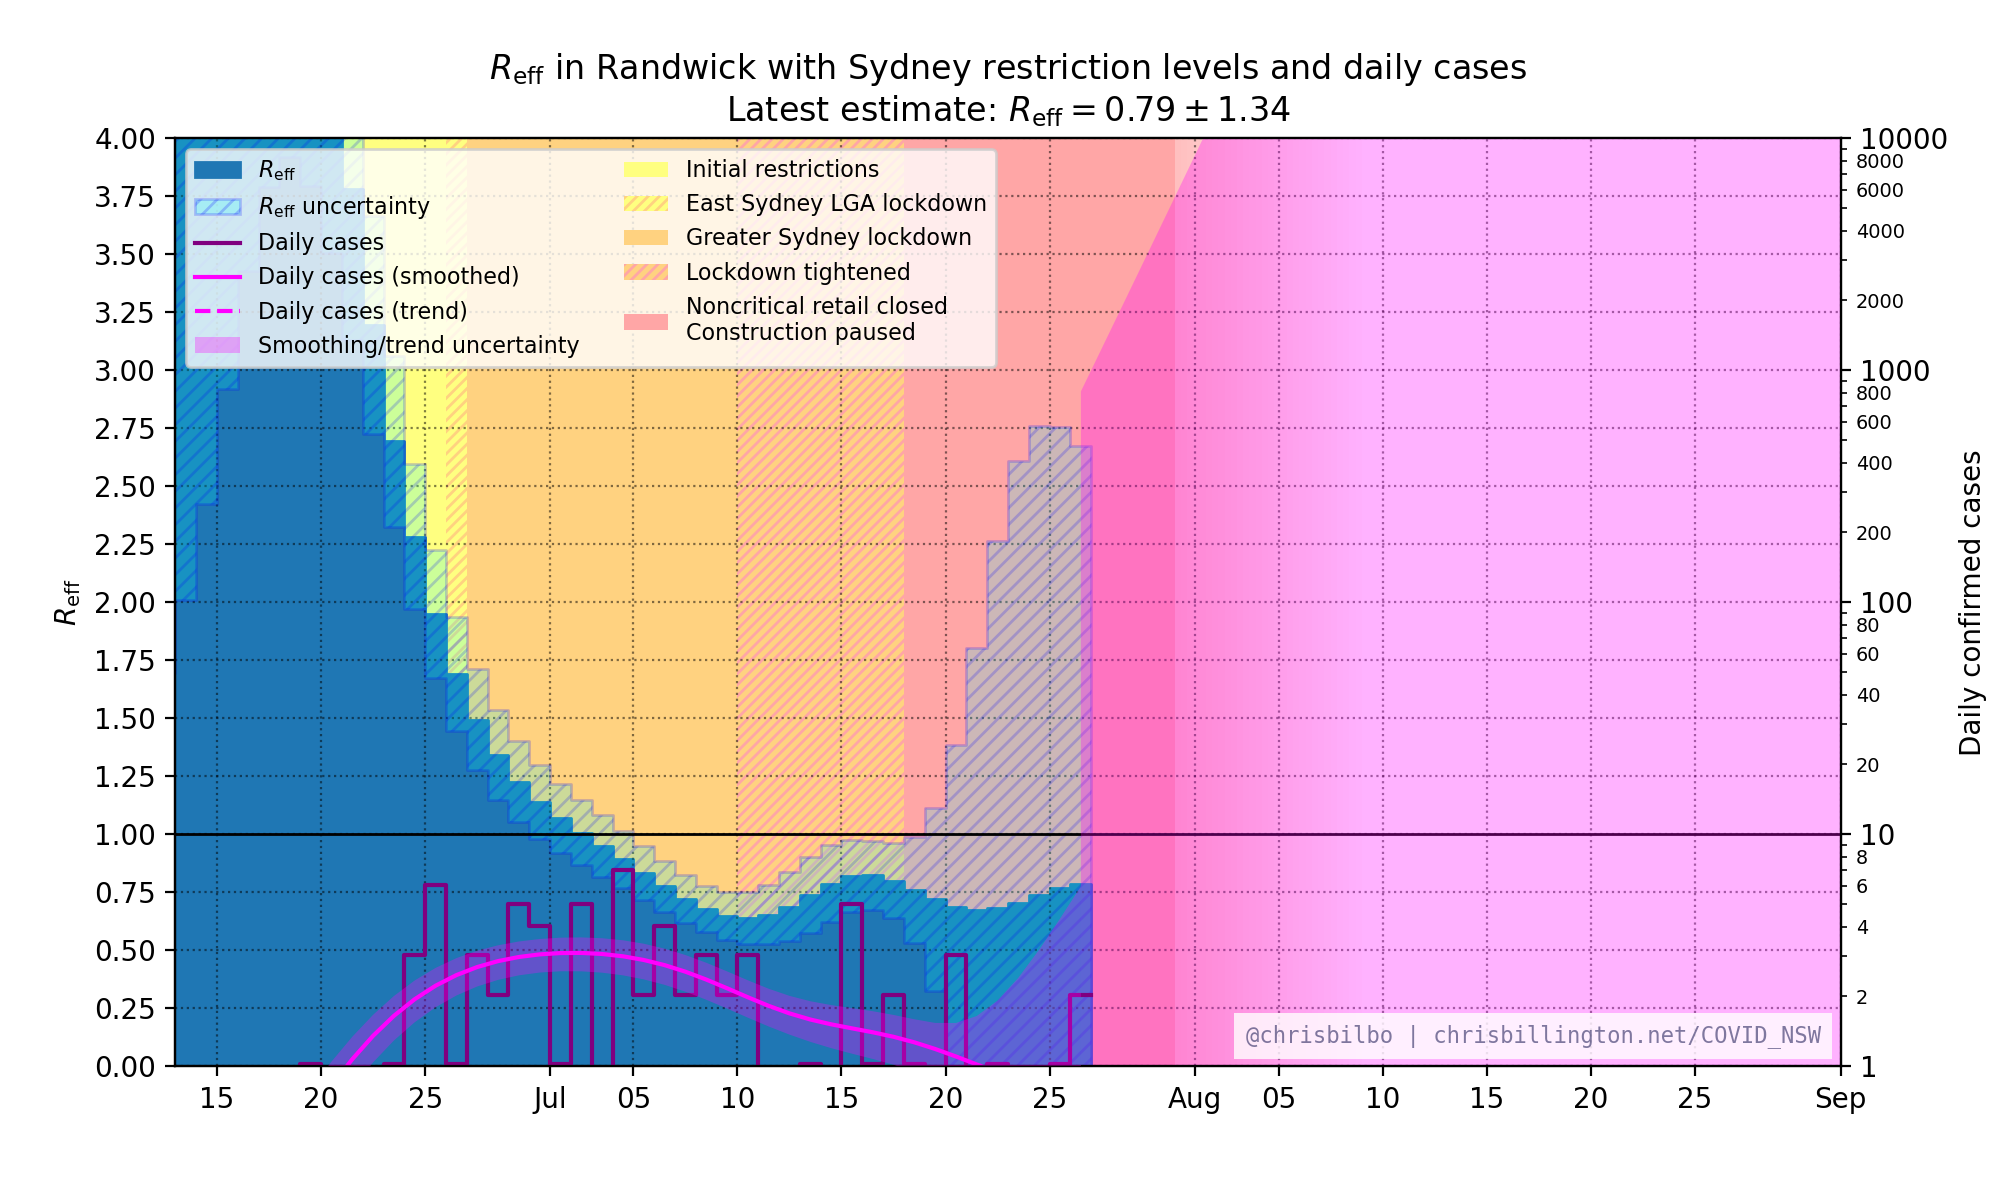 R_eff in Randwick with Sydney restriction levels and daily cases
Latest estimate: R_eff = 0.79 ± 1.34
R_eff
R_eff uncertainty
Daily cases
Daily cases (smoothed)
Daily cases (trend)
Smoothing/trend uncertainty
Initial restrictions
East Sydney LGA lockdown
Greater Sydney lockdown
Lockdown tightened
Noncritical retail closed
Construction paused
4.00
3.75
3.50
3.25
3.00
2.75
2.50
2.25
2.00
1.75
1.50
1.25
1.00
0.75
0.50
0.25
0.00
R_eff
10000
8000
6000
4000
2000
1000
800
600
400
200
100
80
60
40
20
10
8
6
4
2
1
Daily confirmed cases
@chrisbilbo | chrisbillington.net/COVID_NSW
15 20 25 Jul 05 10 15 20 25 Aug 05 10 15 20 25 Sep